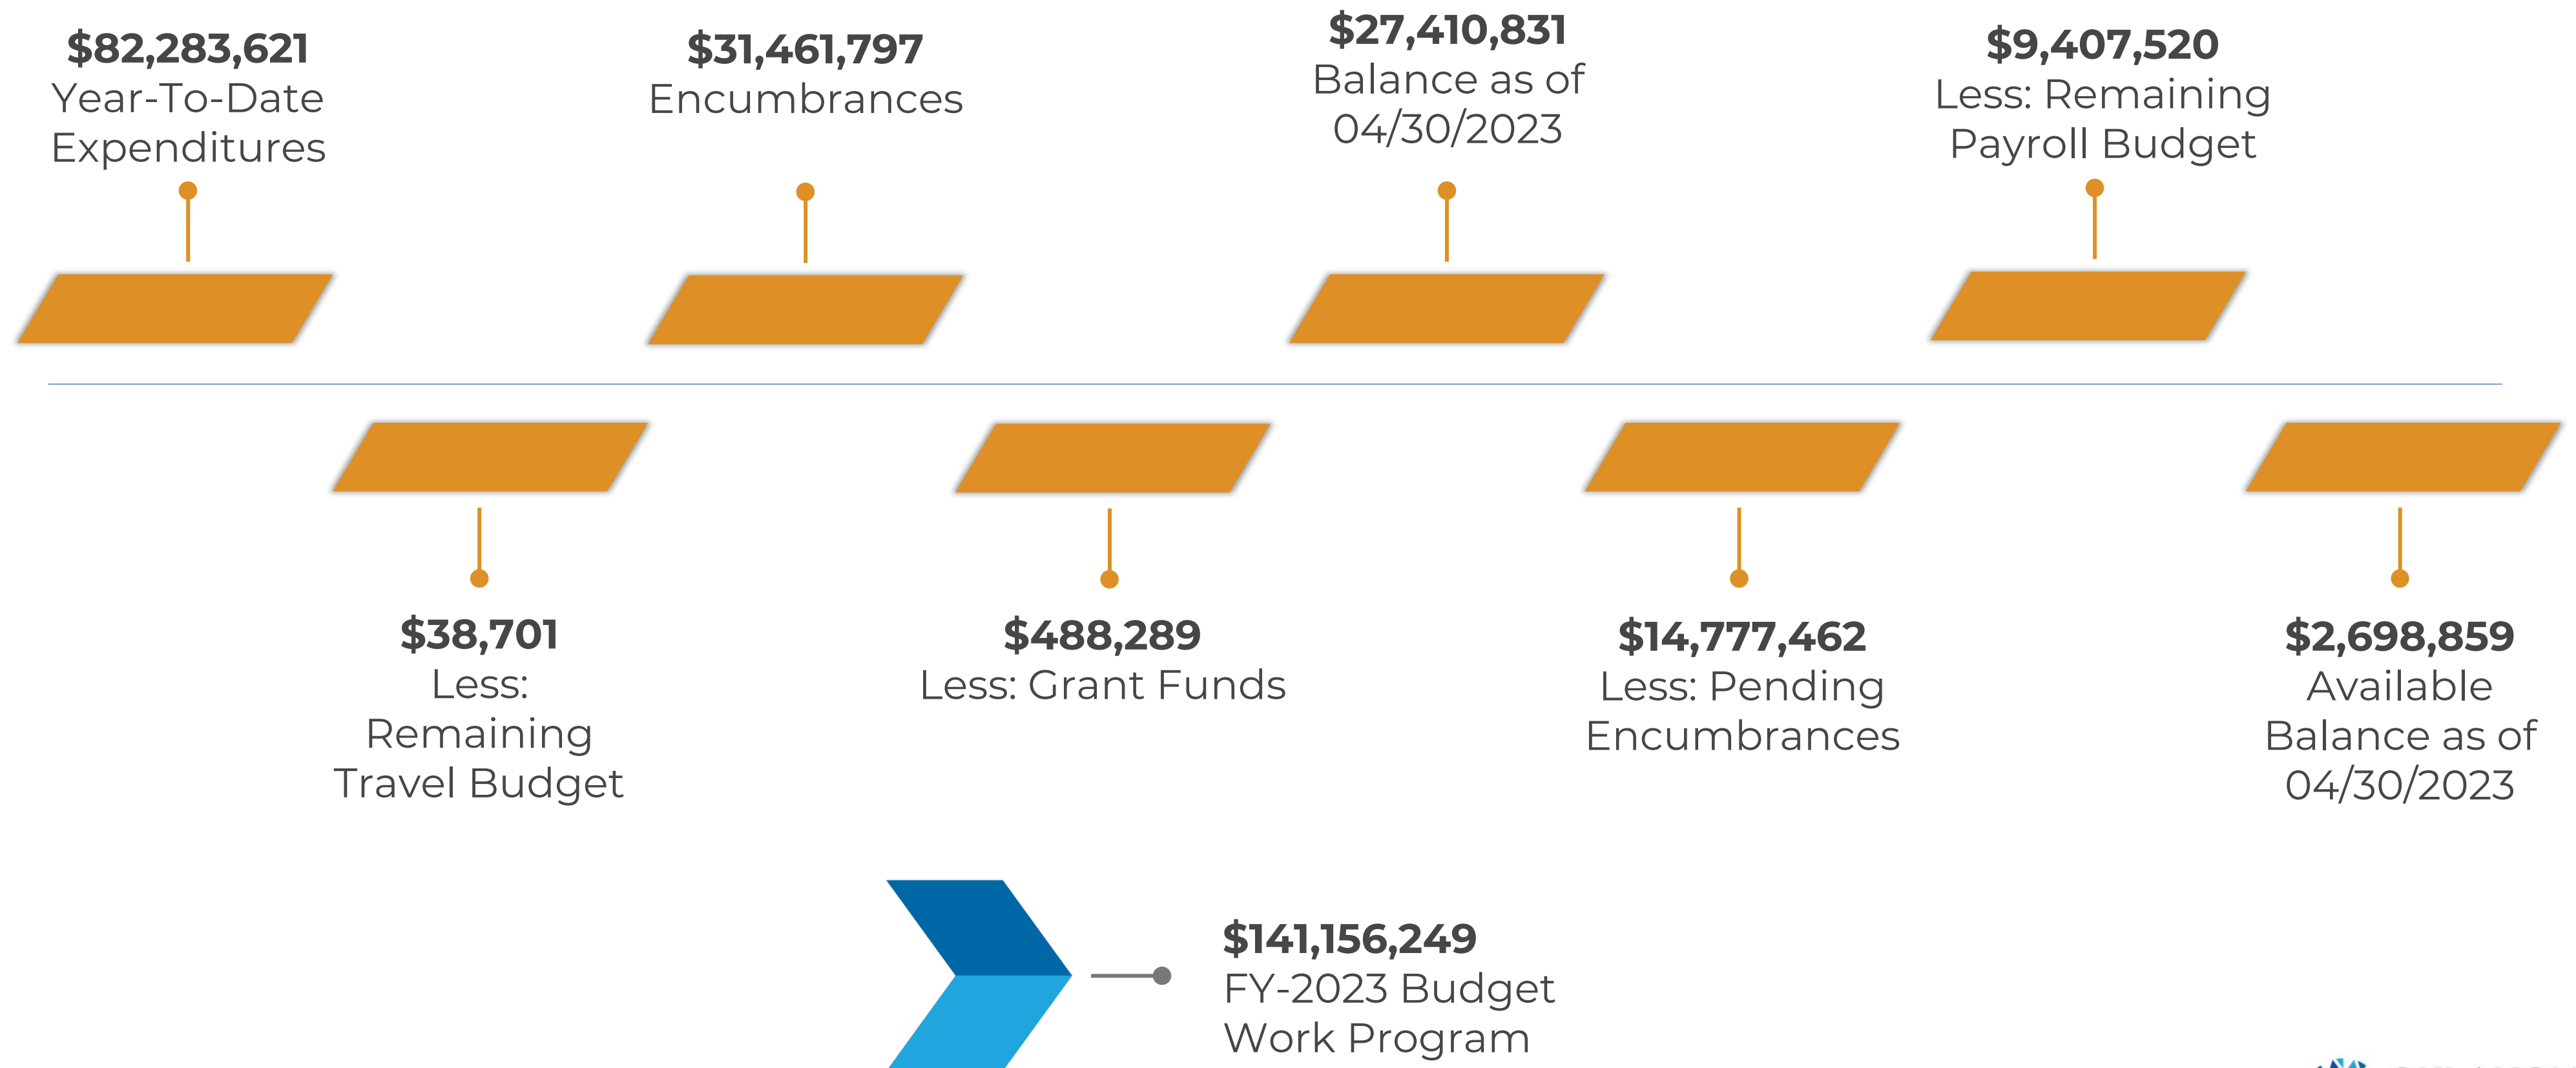 $82,283,621
Year-To-Date
Expenditures
$31,461,797
Encumbrances
$27,410,831
Balance as of
04/30/2023
$9,407,520
Less: Remaining
Payroll Budget
$38,701
Less:
Remaining
Travel Budget
$488,289
Less: Grant Funds
$14,777,462
Less: Pending
Encumbrances
$2,698,859
Available
Balance as of
04/30/2023
$141,156,249
FY-2023 Budget
Work Program